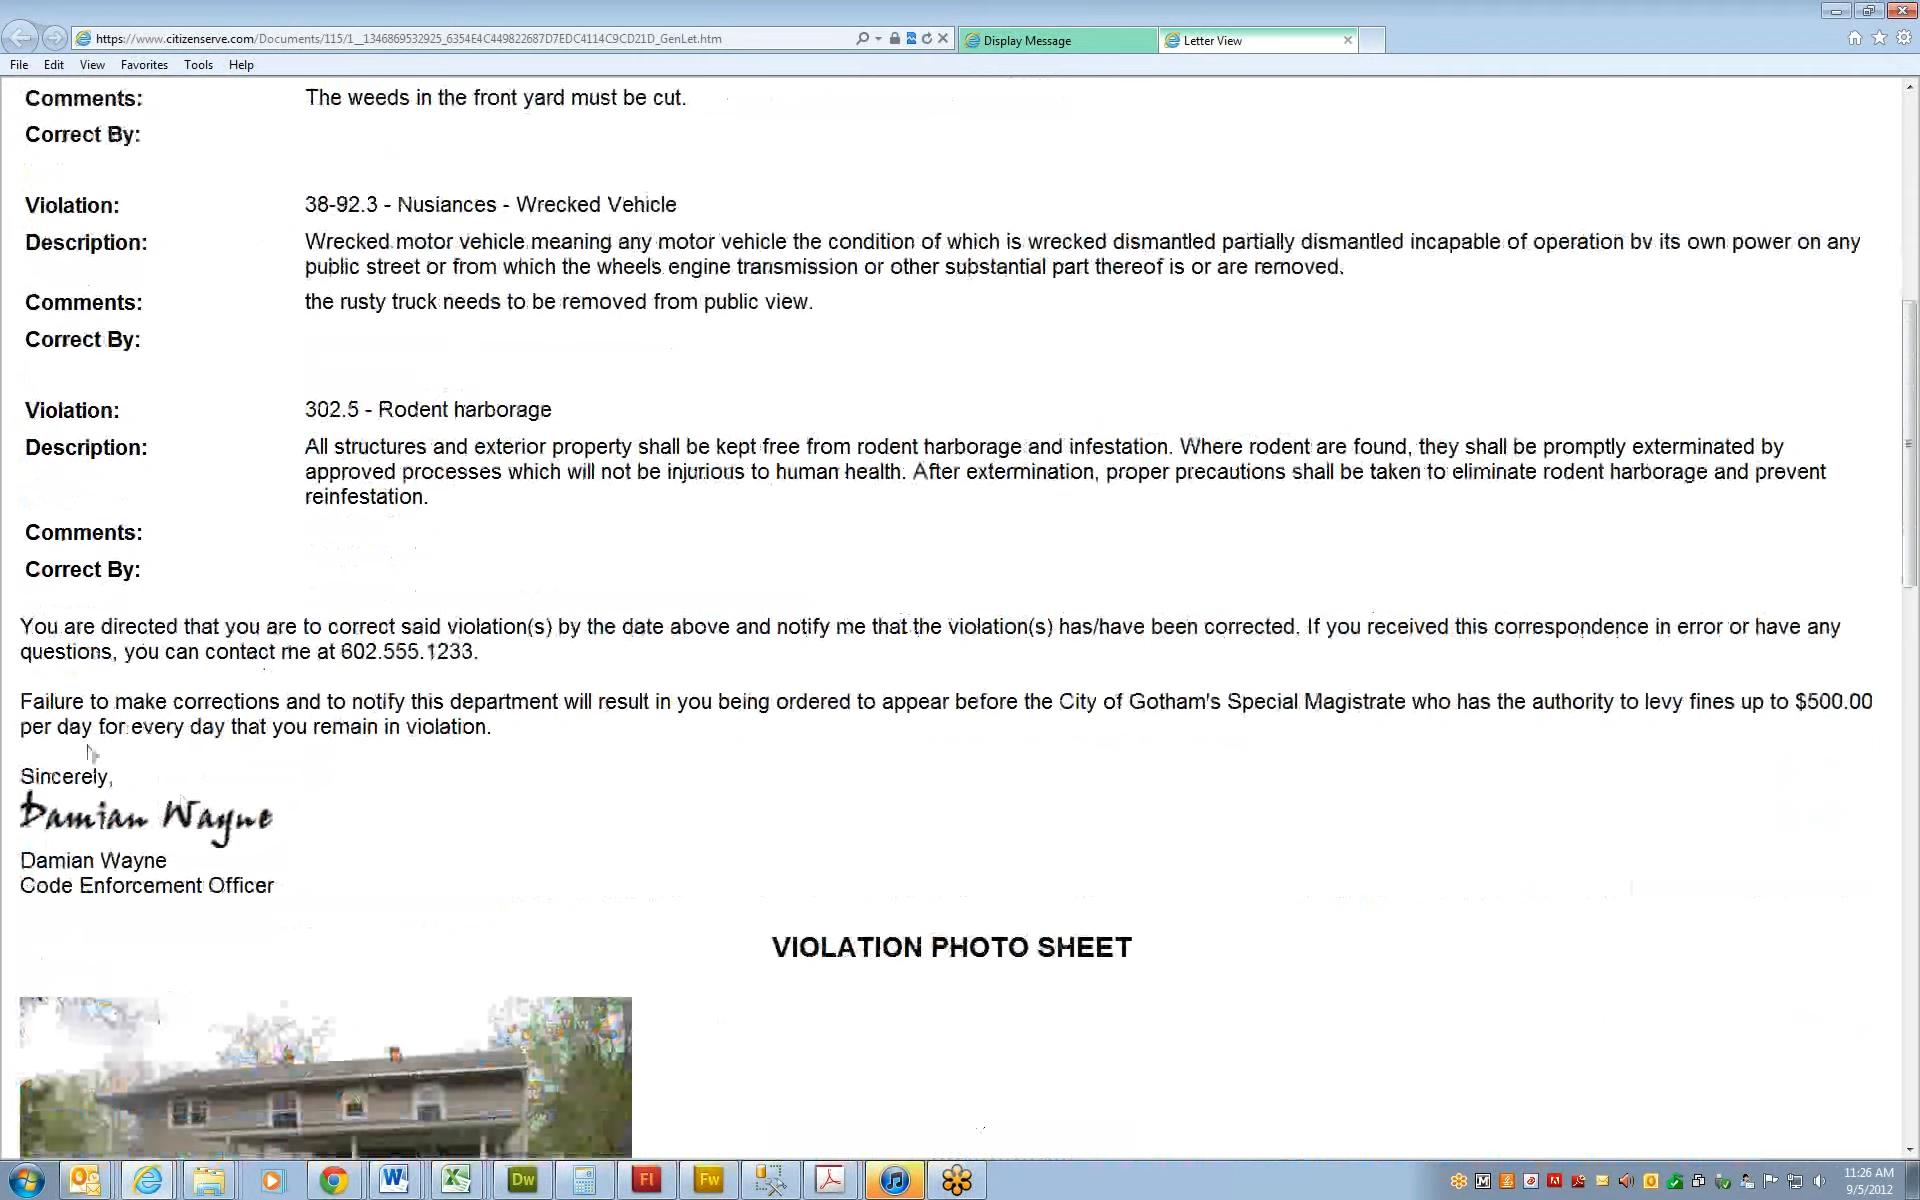 https://www.citizenserve.com/Documents/115/1__1346869532925_6354E4C449822687D7EDC4114C9CD21D_GenLet.htm
Display Message
Letter View
File Edit View Favorites Tools Help
Comments: The weeds in the front yard must be cut.
Correct By:
Violation: 38-92.3 - Nusiances - Wrecked Vehicle
Description: Wrecked motor vehicle meaning any motor vehicle the condition of which is wrecked dismantled partially dismantled incapable of operation by its own power on any
public street or from which the wheels engine transmission or other substantial part thereof is or are removed.
Comments: the rusty truck needs to be removed from public view.
Correct By:
Violation: 302.5 - Rodent harborage
Description: All structures and exterior property shall be kept free from rodent harborage and infestation. Where rodent are found, they shall be promptly exterminated by
approved processes which will not be injurious to human health. After extermination, proper precautions shall be taken to eliminate rodent harborage and prevent
reinfestation.
Comments:
Correct By:
You are directed that you are to correct said violation(s) by the date above and notify me that the violation(s) has/have been corrected. If you received this correspondence in error or have any
questions, you can contact me at 602.555.1233.
Failure to make corrections and to notify this department will result in you being ordered to appear before the City of Gotham's Special Magistrate who has the authority to levy fines up to $500.00
per day for every day that you remain in violation.
Sincerely,
Damian Wayne
Damian Wayne
Code Enforcement Officer
VIOLATION PHOTO SHEET
Dw
Fl
Fw
11:26 AM
9/5/2012